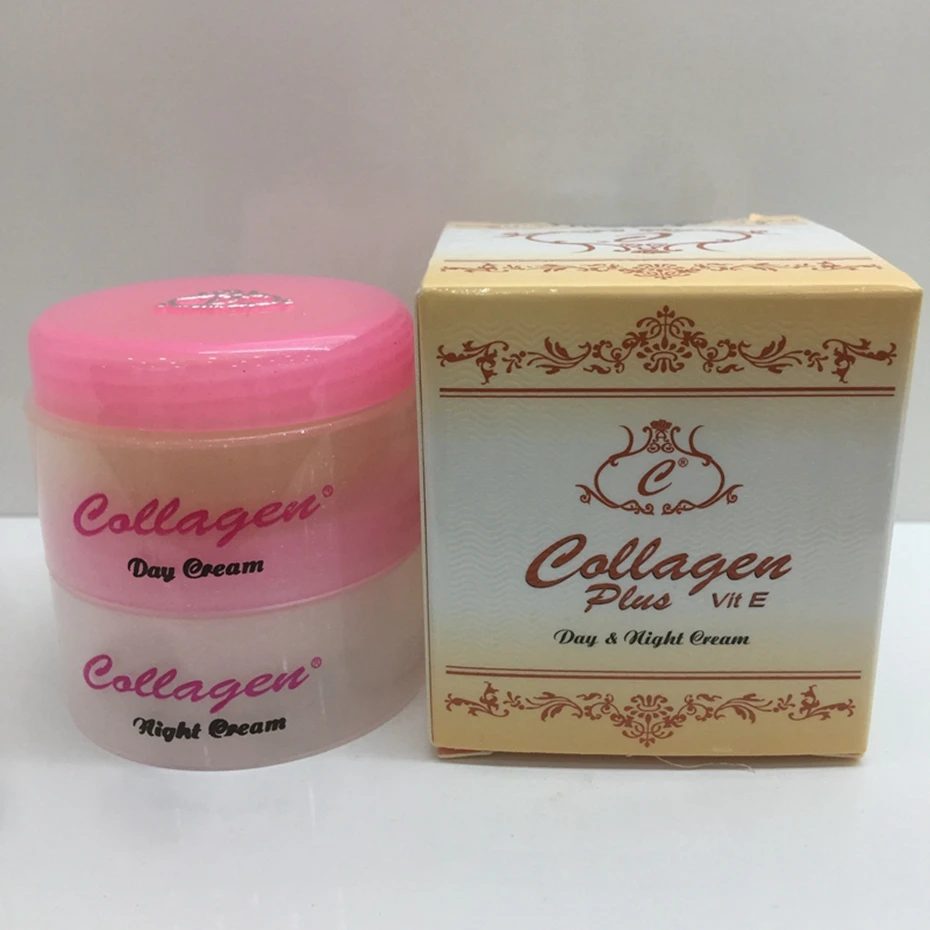 Collagen®
Day Cream
Collagen®
Night Cream
C
C®
Collagen
Plus Vit E
Day & Night Cream